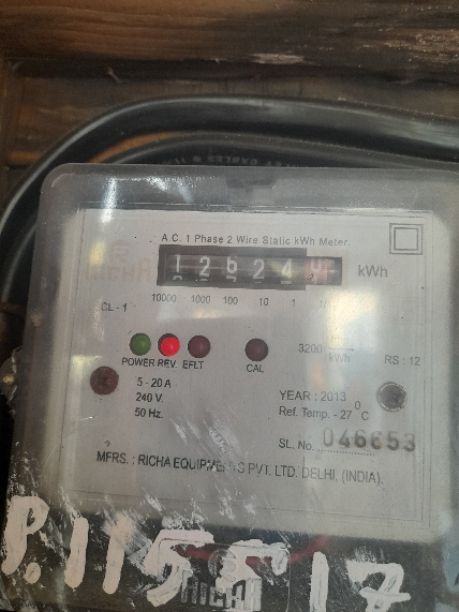 A.C. 1 Phase 2 Wire Static kWh Meter.
12624 kWh
10000 1000 100 10 1
CL - 1
POWER REV. EFLT CAL
3200 kWh
RS : 12
5 - 20 A
240 V.
50 Hz.
YEAR : 2013
Ref. Temp. - 27 °C
SL. No. 046653
MFRS. : RICHA EQUIPMENTS PVT. LTD. DELHI, (INDIA).
P.115517